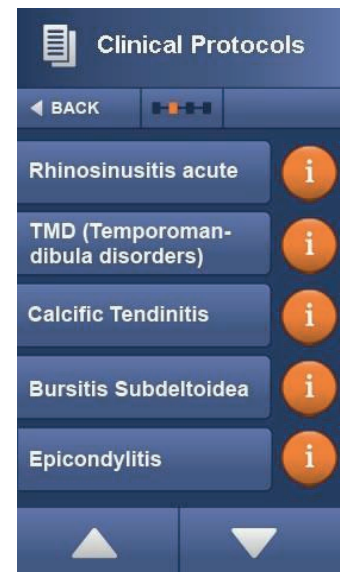 Clinical Protocols
BACK
Rhinosinusitis acute
i
TMD (Temporoman-
dibula disorders)
i
Calcific Tendinitis
i
Bursitis Subdeltoidea
i
Epicondylitis
i